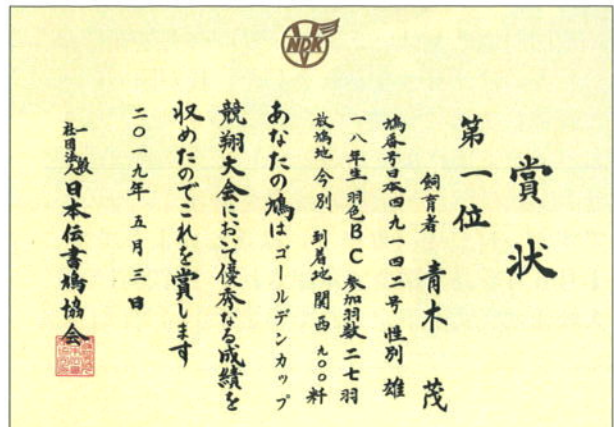 NDK
賞状
第一位
飼育者 青木 茂
鳩番号日本四九一四二号 性別 雄
一八年生 羽色BC 参加羽数 二七羽
放鳩地 今別 到着地 関西 九〇〇粁
あなたの鳩はゴールデンカップ
競翔大会において優秀なる成績を
収めたのでこれを賞します
二〇一九年 五月 三日
一般社団法人 日本伝書鳩協会